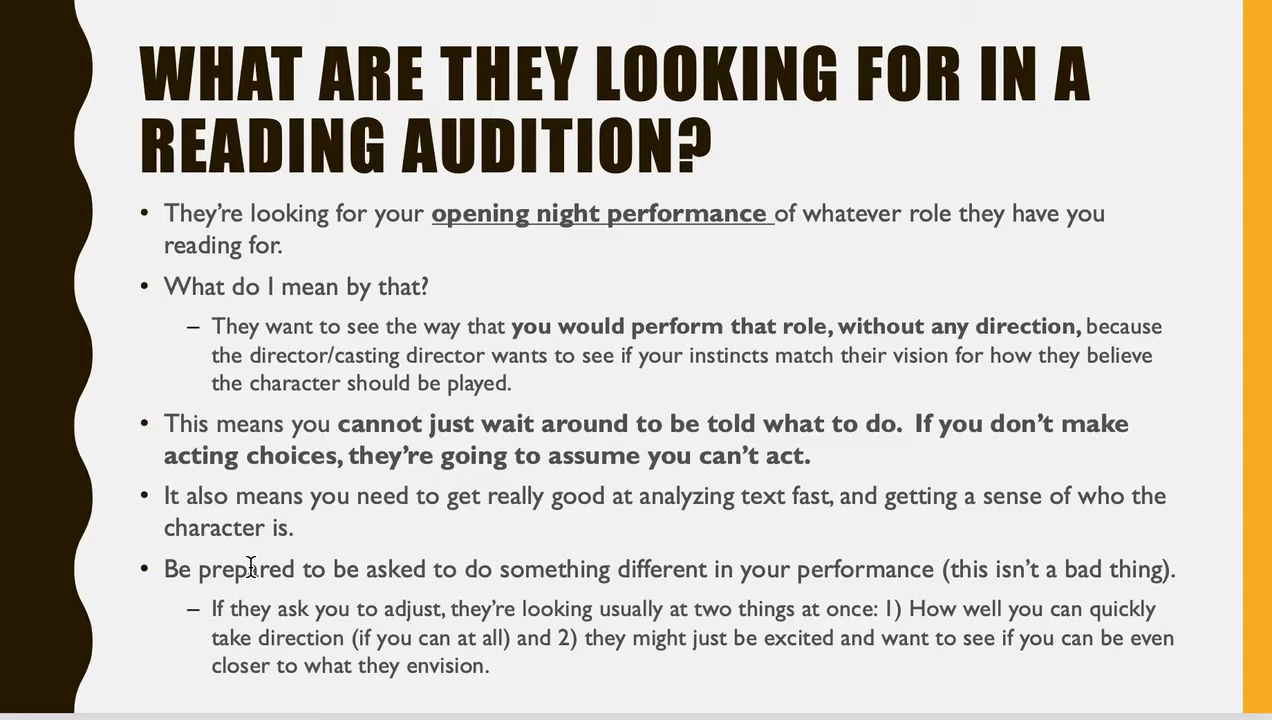 WHAT ARE THEY LOOKING FOR IN A
READING AUDITION?
• They're looking for your opening night performance of whatever role they have you
reading for.
• What do I mean by that?
– They want to see the way that you would perform that role, without any direction, because
the director/casting director wants to see if your instincts match their vision for how they believe
the character should be played.
• This means you cannot just wait around to be told what to do.  If you don't make
acting choices, they're going to assume you can't act.
• It also means you need to get really good at analyzing text fast, and getting a sense of who the
character is.
• Be prepared to be asked to do something different in your performance (this isn't a bad thing).
– If they ask you to adjust, they're looking usually at two things at once: 1) How well you can quickly
take direction (if you can at all) and 2) they might just be excited and want to see if you can be even
closer to what they envision.